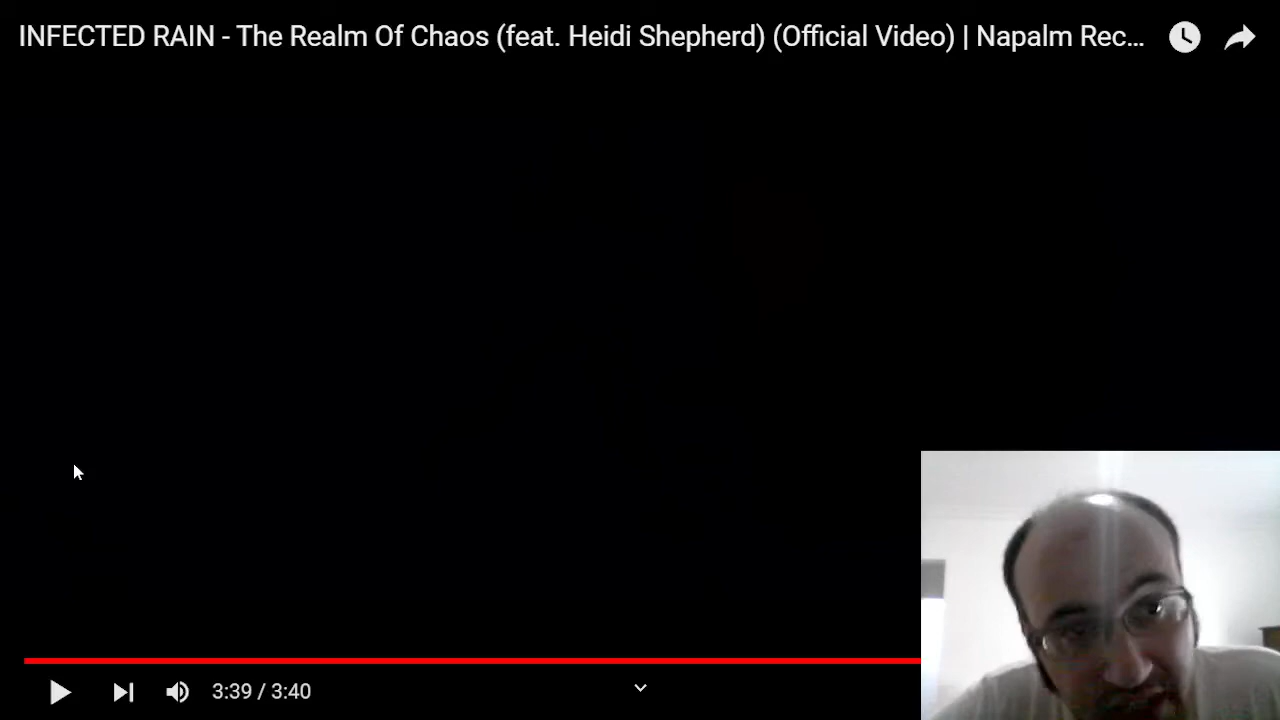 INFECTED RAIN - The Realm Of Chaos (feat. Heidi Shepherd) (Official Video) | Napalm Rec...
3:39 / 3:40